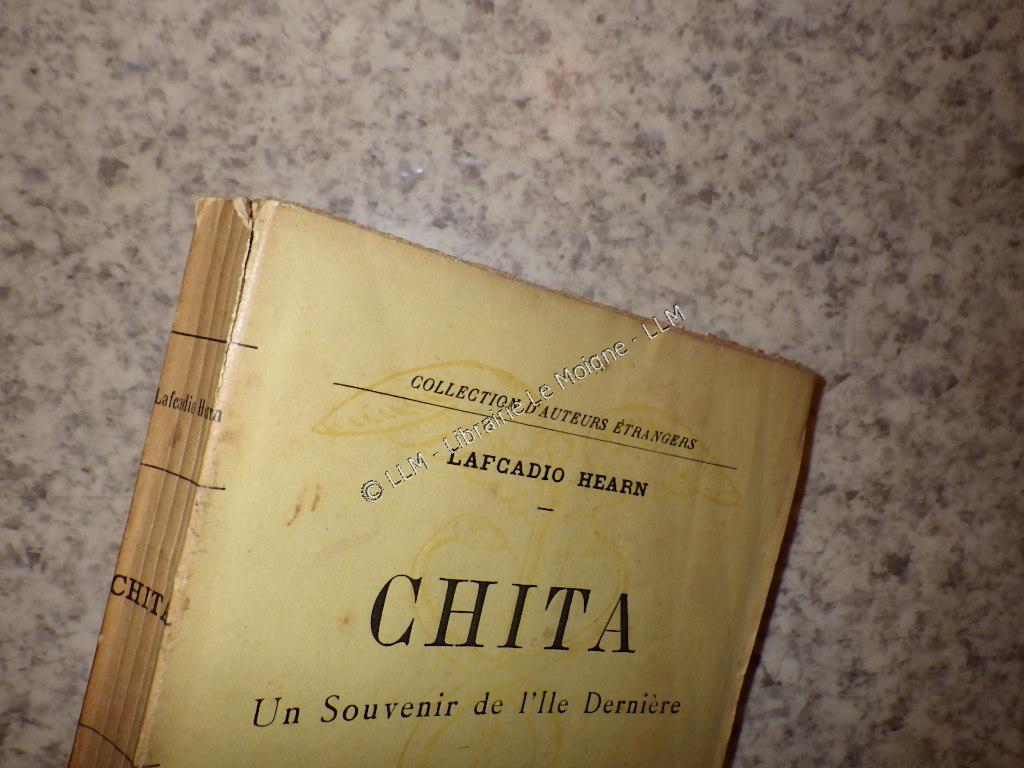 COLLECTION D'AUTEURS ÉTRANGERS
LAFCADIO HEARN
CHITA
Un Souvenir de l'Ile Dernière
Lafcadio Hearn
CHITA
© LLM - Librairie Le Moigne - LLM